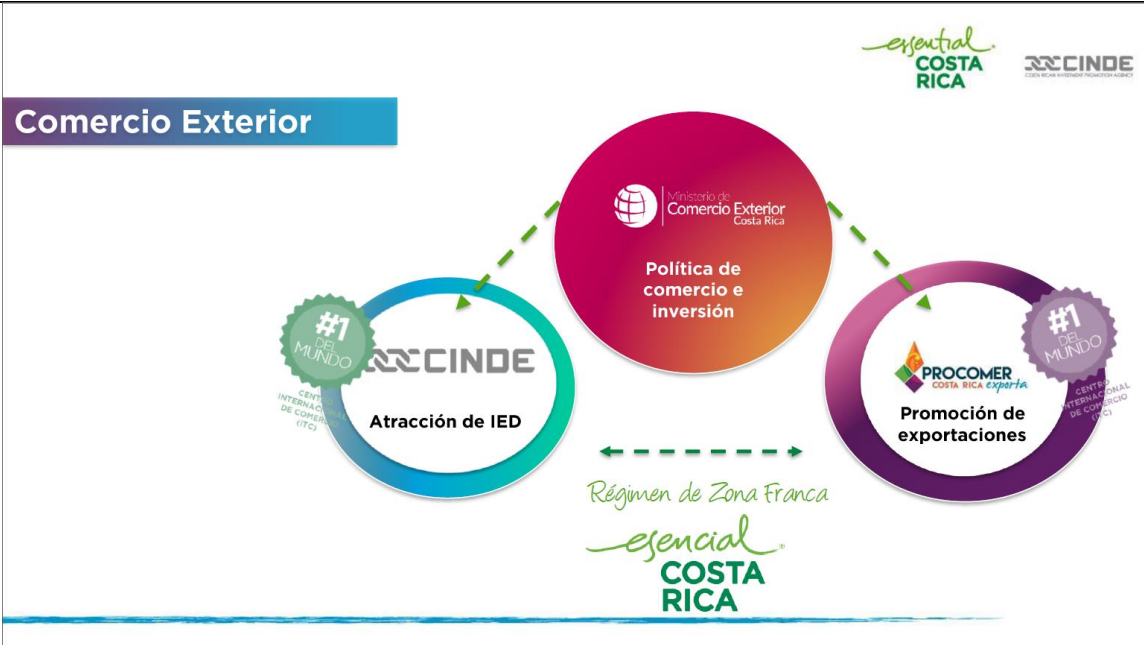 essential
COSTA
RICA
CINDE
COSTA RICAN INVESTMENT PROMOTION AGENCY
Comercio Exterior
Ministerio de
Comercio Exterior
Costa Rica
Política de
comercio e
inversión
#1
DEL
MUNDO
CENTRO
INTERNACIONAL
DE COMERCIO
(ITC)
CINDE
Atracción de IED
PROCOMER
COSTA RICA exporta
Promoción de
exportaciones
#1
DEL
MUNDO
CENTRO
INTERNACIONAL
DE COMERCIO
(ITC)
Régimen de Zona Franca
esencial
COSTA
RICA